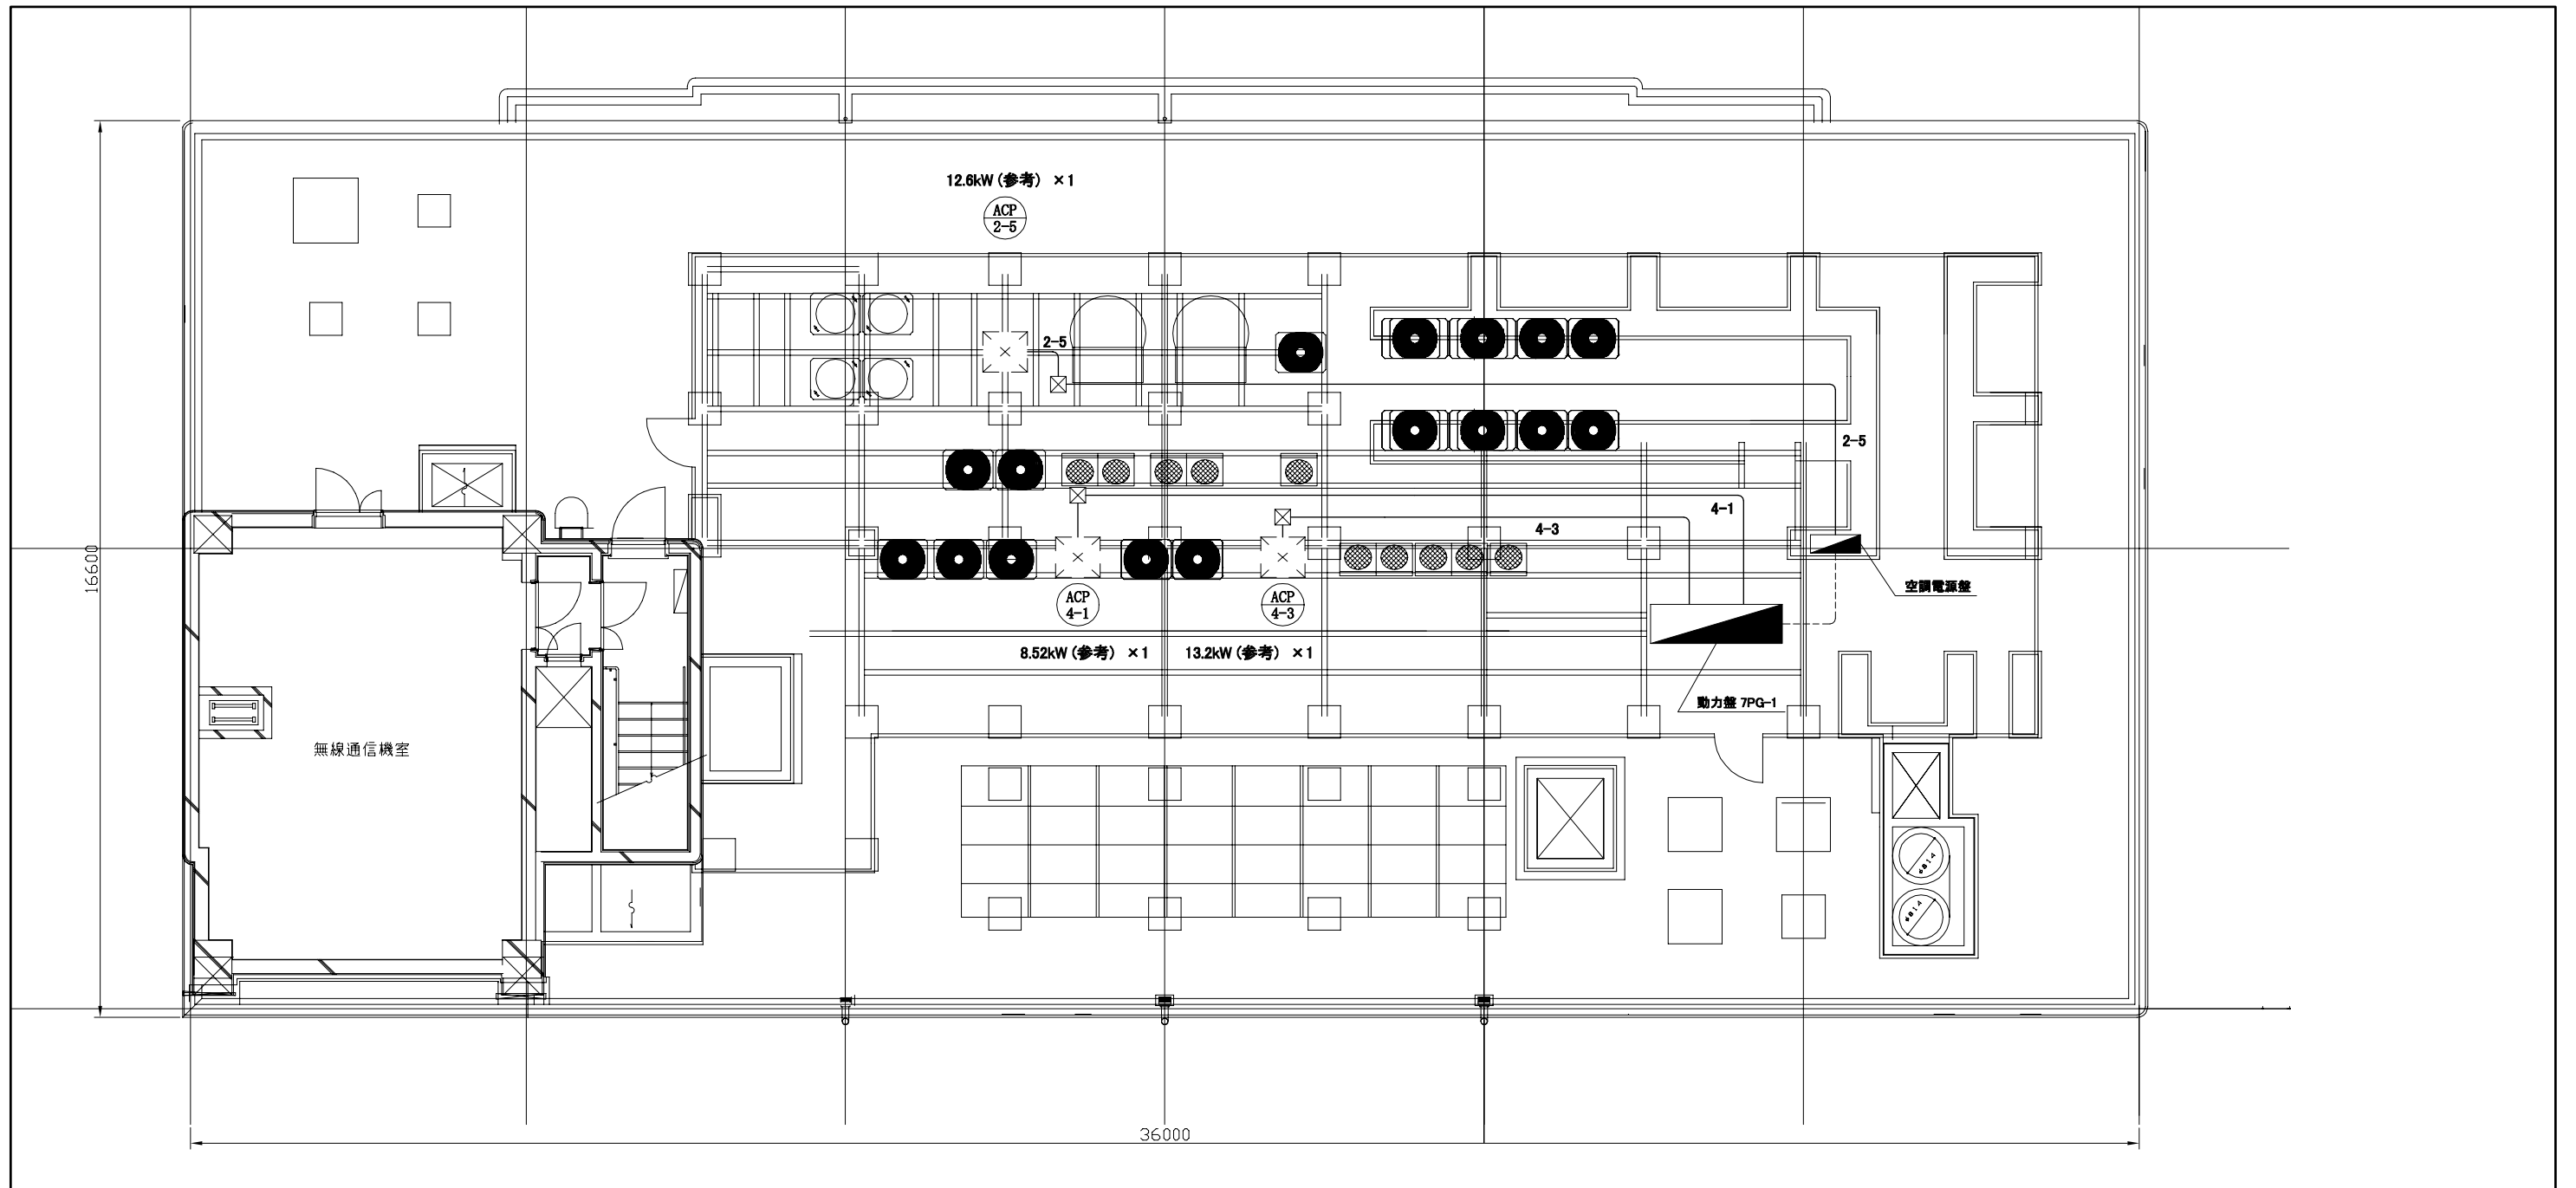 12.6kW (参考) ×1
ACP
2-5
2-5
2-5
4-1
4-3
空調電源盤
ACP
4-1
ACP
4-3
8.52kW (参考) ×1
13.2kW (参考) ×1
動力盤 7PG-1
無線通信機室
16600
φ814
φ814
36000